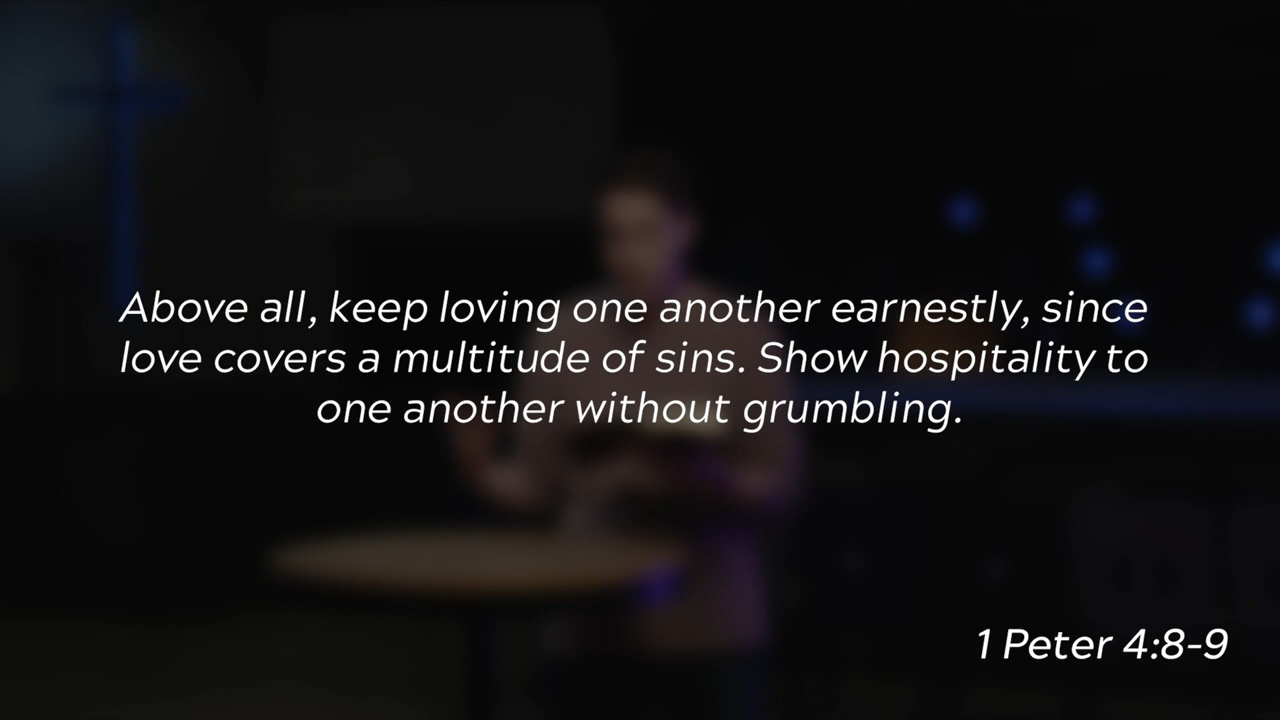 Above all, keep loving one another earnestly, since
love covers a multitude of sins. Show hospitality to
one another without grumbling.
1 Peter 4:8-9